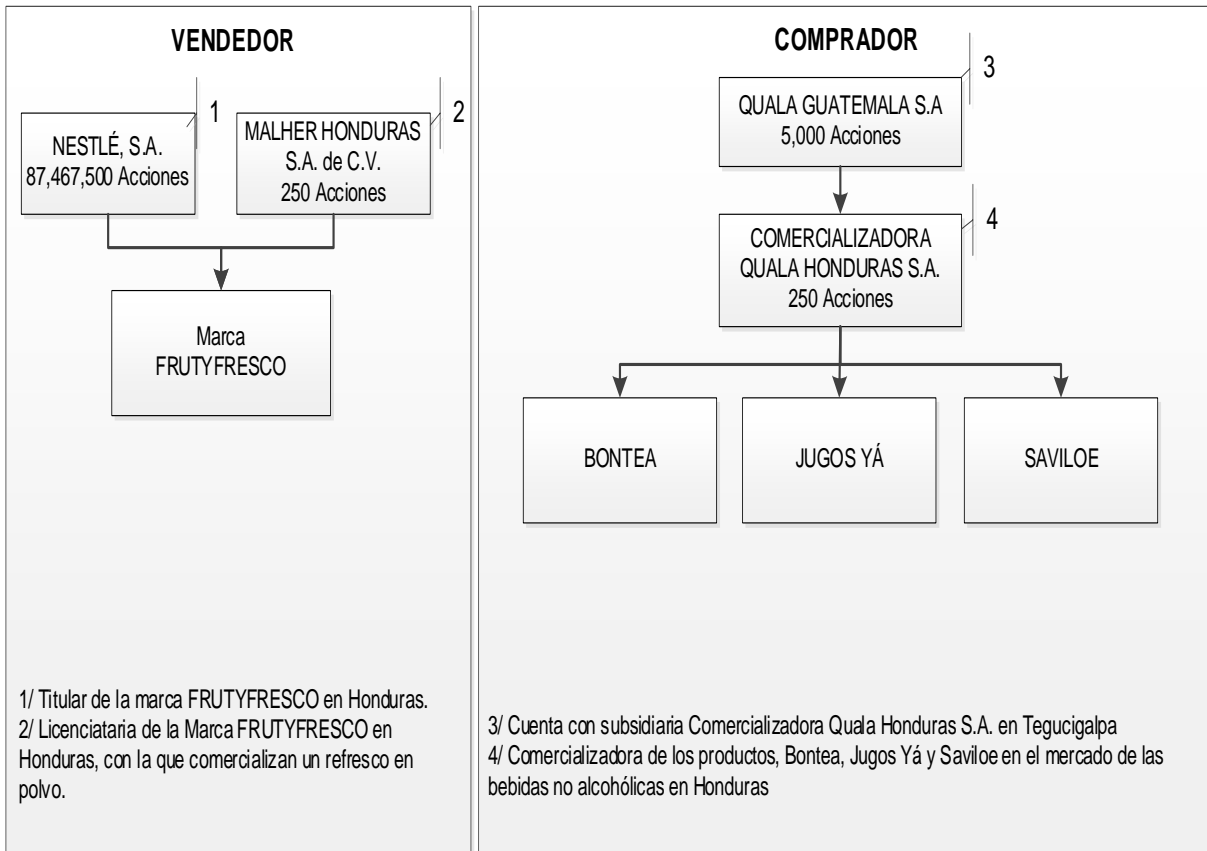 VENDEDOR
1
NESTLÉ, S.A.
87,467,500 Acciones
2
MALHER HONDURAS
S.A. de C.V.
250 Acciones
Marca
FRUTYFRESCO
1/ Titular de la marca FRUTYFRESCO en Honduras.
2/ Licenciataria de la Marca FRUTYFRESCO en
Honduras, con la que comercializan un refresco en
polvo.
COMPRADOR
3
QUALA GUATEMALA S.A
5,000 Acciones
4
COMERCIALIZADORA
QUALA HONDURAS S.A.
250 Acciones
BONTEA
JUGOS YÁ
SAVILOE
3/ Cuenta con subsidiaria Comercializadora Quala Honduras S.A. en Tegucigalpa
4/ Comercializadora de los productos, Bontea, Jugos Yá y Saviloe en el mercado de las
bebidas no alcohólicas en Honduras